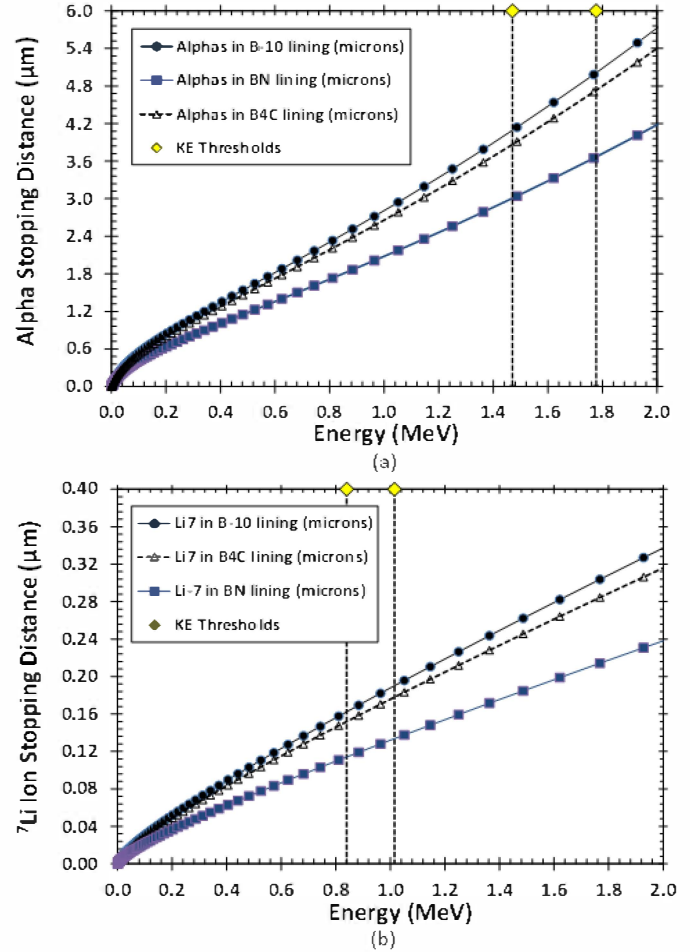 6.0
5.4
4.8
4.2
3.6
3.0
2.4
1.8
1.2
0.6
0.0
Alpha Stopping Distance (μm)
Alphas in B-10 lining (microns)
Alphas in BN lining (microns)
Alphas in B4C lining (microns)
KE Thresholds
0.0 0.2 0.4 0.6 0.8 1.0 1.2 1.4 1.6 1.8 2.0
Energy (MeV)
(a)
0.40
0.36
0.32
0.28
0.24
0.20
0.16
0.12
0.08
0.04
0.00
⁷Li Ion Stopping Distance (μm)
Li7 in B-10 lining (microns)
Li7 in B4C lining (microns)
Li-7 in BN lining (microns)
KE Thresholds
0.0 0.2 0.4 0.6 0.8 1.0 1.2 1.4 1.6 1.8 2.0
Energy (MeV)
(b)